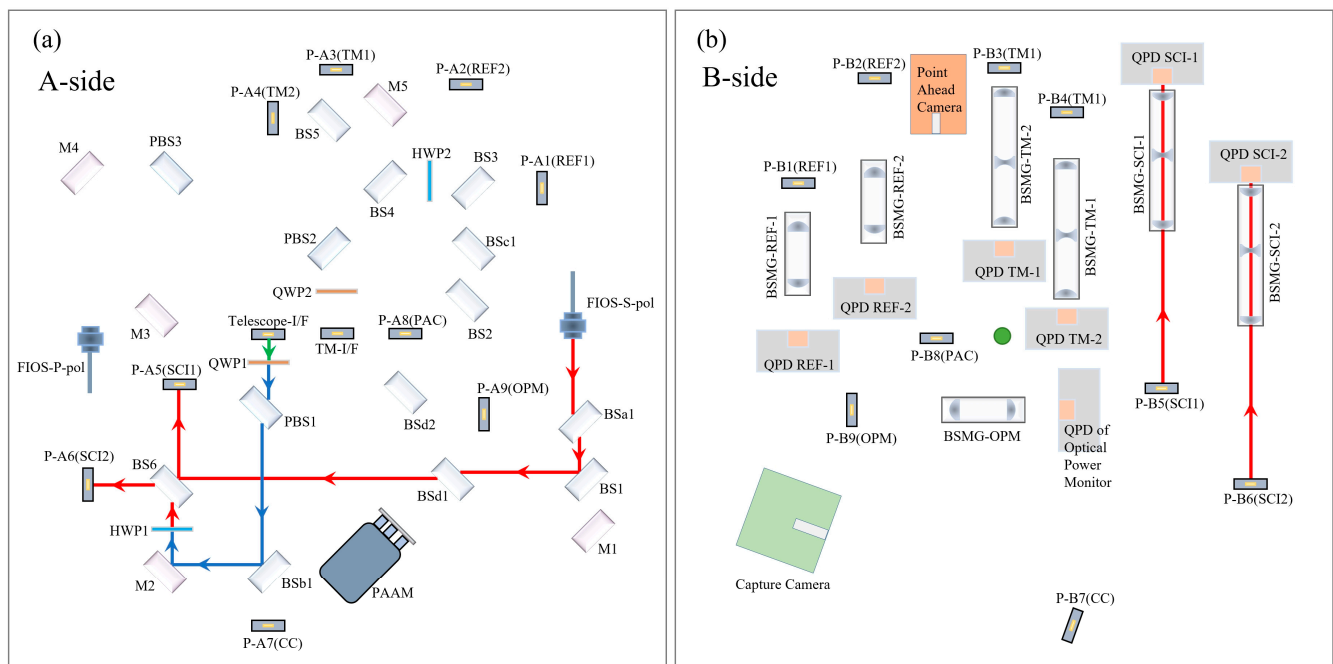 (a)
A-side
P-A3(TM1)
P-A2(REF2)
M5
P-A4(TM2)
BS5
M4
PBS3
HWP2
BS3
P-A1(REF1)
BS4
PBS2
BSc1
QWP2
FIOS-S-pol
M3
BS2
Telescope-I/F
TM-I/F
P-A8(PAC)
FIOS-P-pol
QWP1
P-A5(SCI1)
P-A9(OPM)
PBS1
BSd2
BSa1
P-A6(SCI2)
BS6
BSd1
BS1
HWP1
M1
M2
BSb1
PAAM
P-A7(CC)
(b)
B-side
P-B2(REF2)
Point
Ahead
Camera
P-B3(TM1)
QPD SCI-1
P-B4(TM1)
BSMG-TM-2
BSMG-SCI-1
QPD SCI-2
P-B1(REF1)
BSMG-REF-2
BSMG-REF-1
BSMG-TM-1
BSMG-SCI-2
QPD TM-1
QPD REF-2
QPD TM-2
P-B8(PAC)
QPD REF-1
P-B5(SCI1)
P-B9(OPM)
BSMG-OPM
QPD of
Optical
Power
Monitor
P-B6(SCI2)
Capture Camera
P-B7(CC)